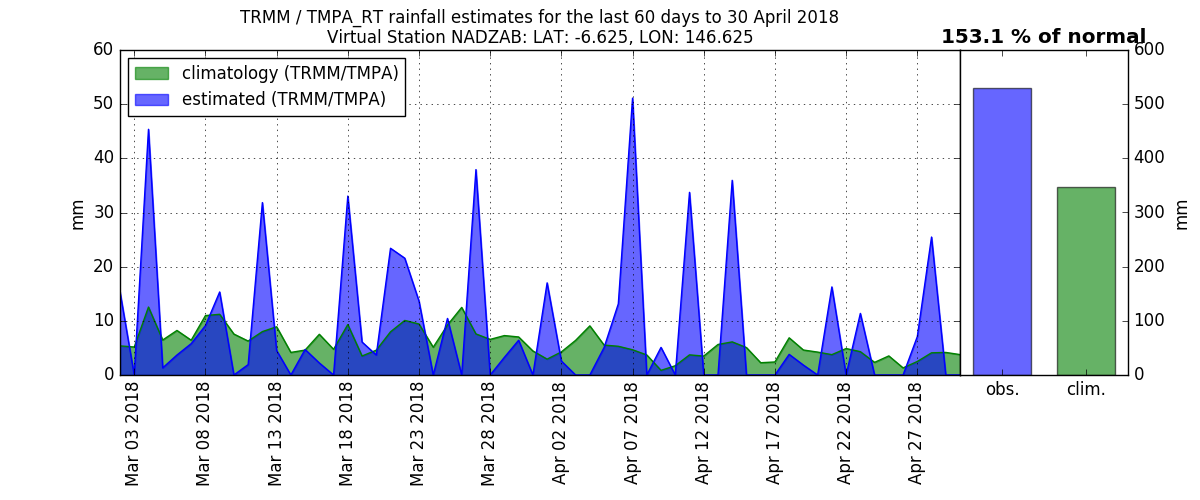 TRMM / TMPA_RT rainfall estimates for the last 60 days to 30 April 2018
Virtual Station NADZAB: LAT: -6.625, LON: 146.625
153.1 % of normal
climatology (TRMM/TMPA)
estimated (TRMM/TMPA)
mm
60
50
40
30
20
10
0
Mar 03 2018
Mar 08 2018
Mar 13 2018
Mar 18 2018
Mar 23 2018
Mar 28 2018
Apr 02 2018
Apr 07 2018
Apr 12 2018
Apr 17 2018
Apr 22 2018
Apr 27 2018
obs.
clim.
600
500
400
300
200
100
0
mm